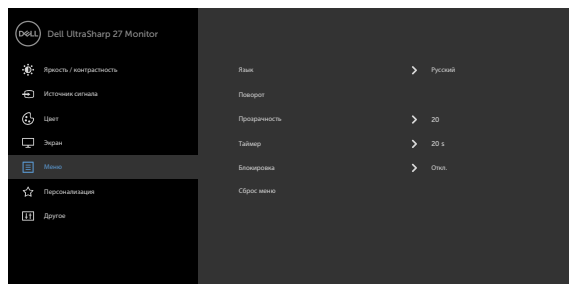 DELL Dell UltraSharp 27 Monitor
Яркость / контрастность
Язык Русский
Источник сигнала
Поворот
Цвет
Прозрачность 20
Экран
Таймер 20 s
Меню
Блокировка Откл.
Персонализация
Сброс меню
Другое